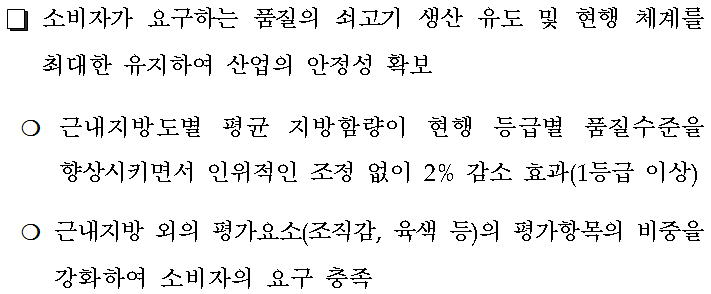 ❏ 소비자가 요구하는 품질의 쇠고기 생산 유도 및 현행 체계를
최대한 유지하여 산업의 안정성 확보
❍ 근내지방도별 평균 지방함량이 현행 등급별 품질수준을
향상시키면서 인위적인 조정 없이 2% 감소 효과(1등급 이상)
❍ 근내지방 외의 평가요소(조직감, 육색 등)의 평가항목의 비중을
강화하여 소비자의 요구 충족